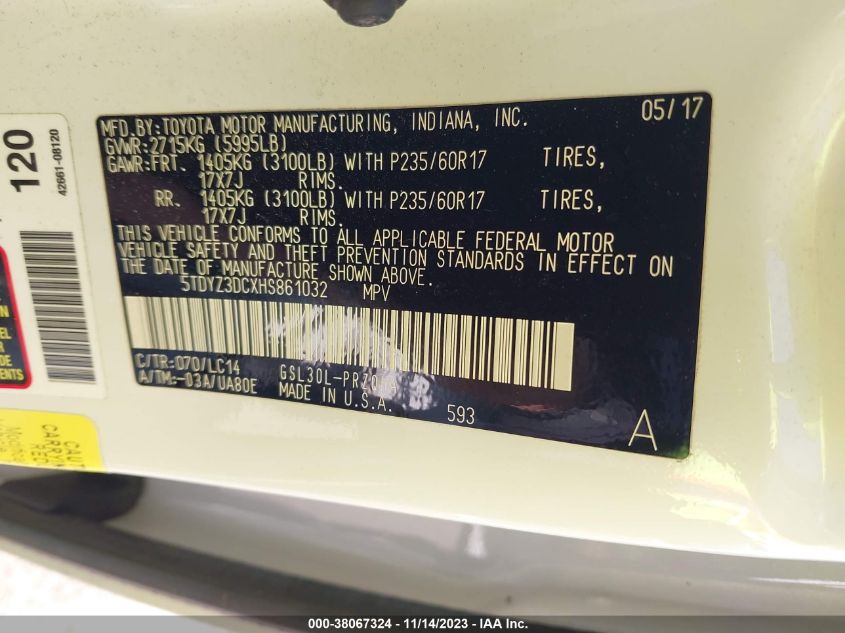 MFD.BY:TOYOTA MOTOR MANUFACTURING, INDIANA, INC. 05/17
GVWR:2715KG (5995LB)
GAWR:FRT. 1405KG (3100LB) WITH P235/60R17 TIRES,
17X7J RIMS.
RR. 1405KG (3100LB) WITH P235/60R17 TIRES,
17X7J RIMS.
THIS VEHICLE CONFORMS TO ALL APPLICABLE FEDERAL MOTOR
VEHICLE SAFETY AND THEFT PREVENTION STANDARDS IN EFFECT ON
THE DATE OF MANUFACTURE SHOWN ABOVE.
5TDYZ3DCXHS861032 MPV
C/TR:070/LC14
A/TM:-03A/UA80E
MADE IN U.S.A.
593
A
120
42661-08120
CAUT
CARRYIN
RED
000-38067324 — 11/14/2023 — IAA Inc.